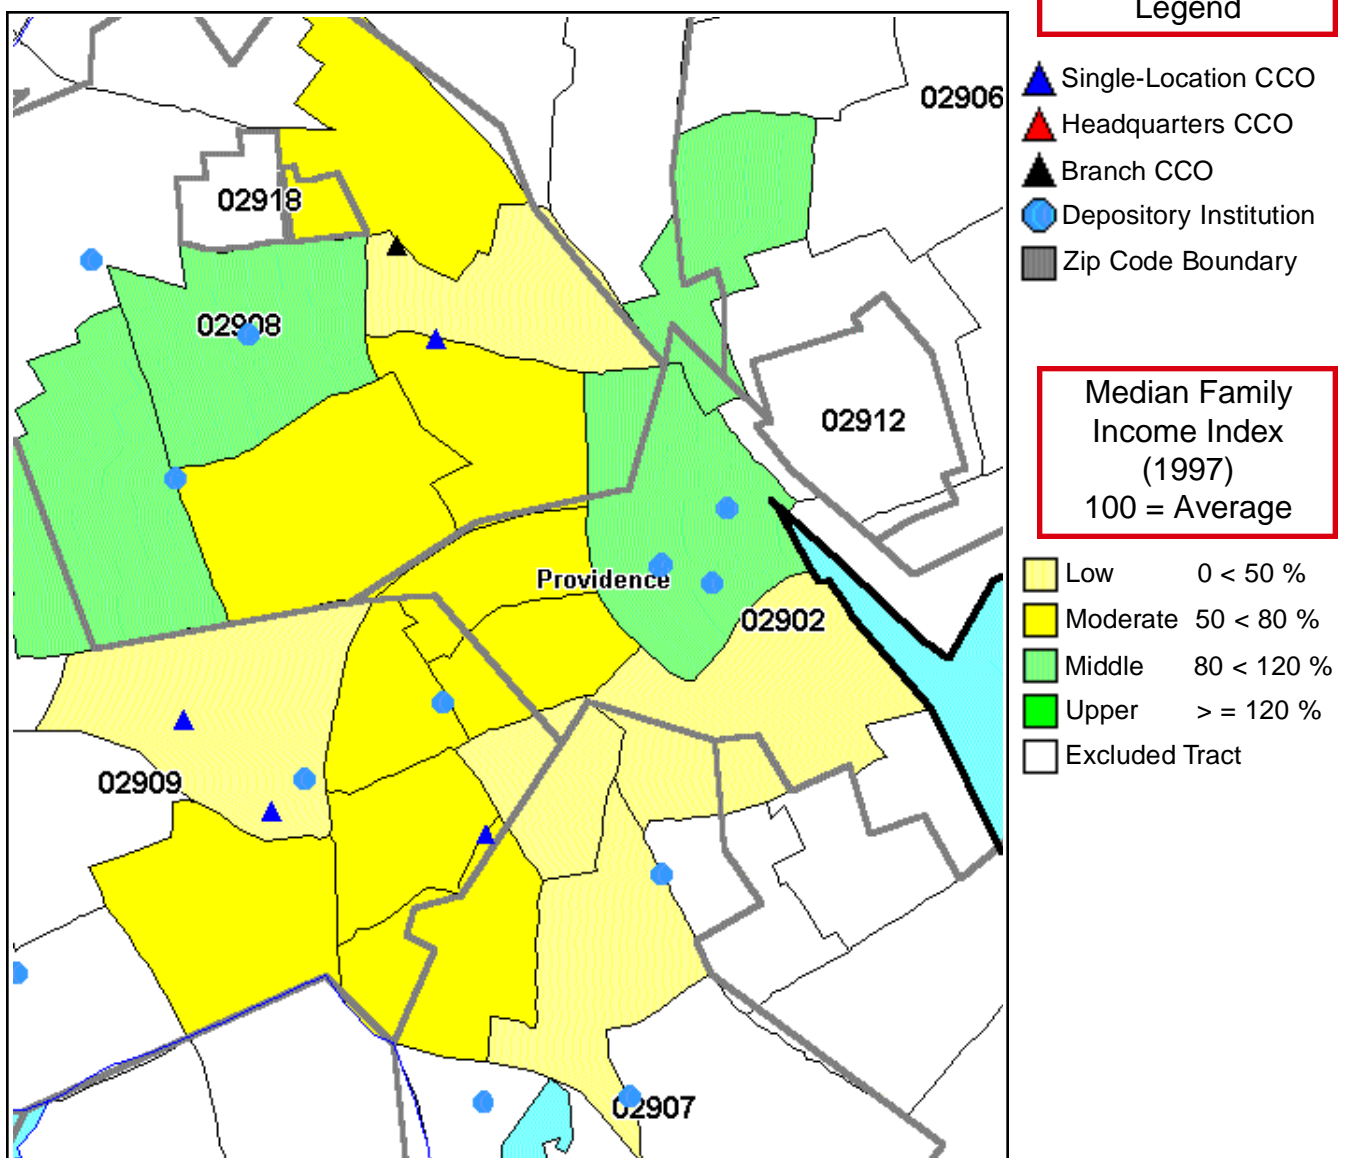 Legend
Single-Location CCO
Headquarters CCO
Branch CCO
Depository Institution
Zip Code Boundary
Median Family
Income Index
(1997)
100 = Average
Low 0 < 50 %
Moderate 50 < 80 %
Middle 80 < 120 %
Upper > = 120 %
Excluded Tract
02906
02918
02908
02912
Providence
02902
02909
02907